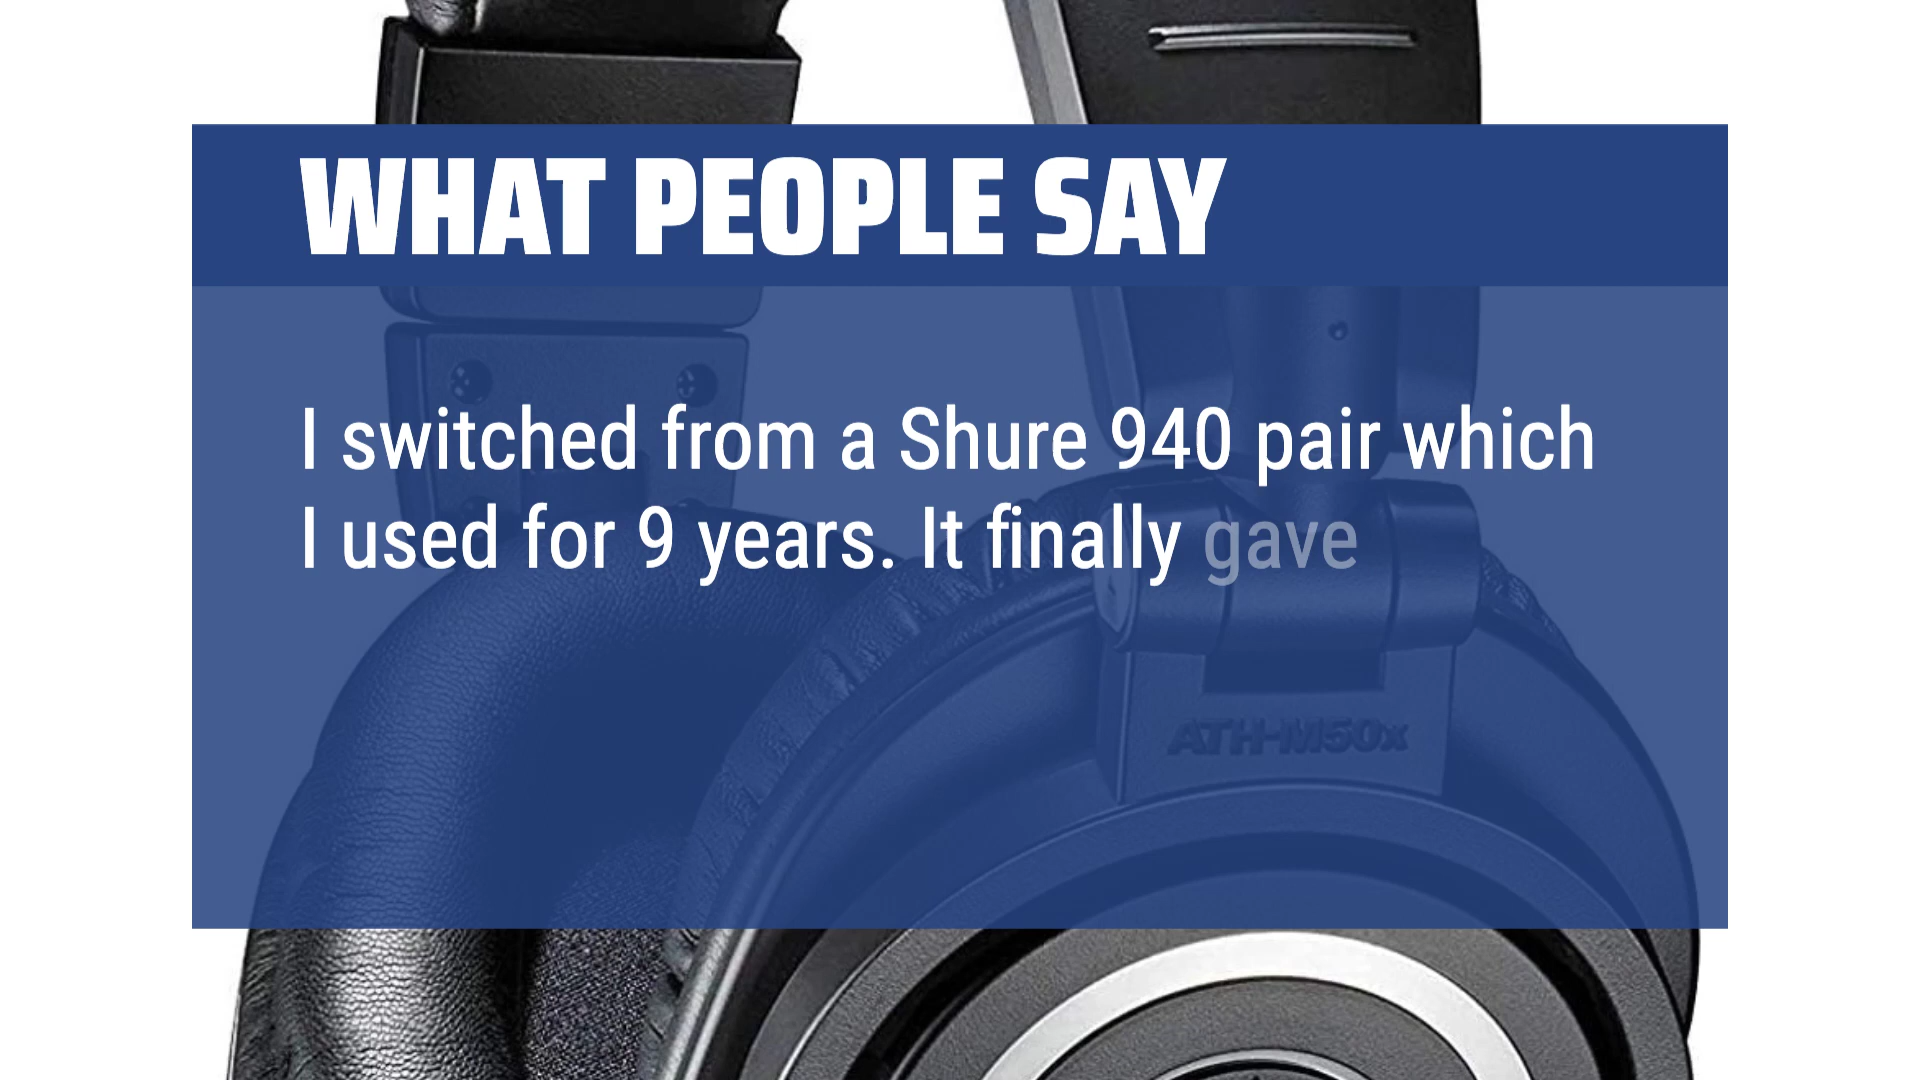 WHAT PEOPLE SAY
I switched from a Shure 940 pair which
I used for 9 years. It finally gave
ATH-M50x